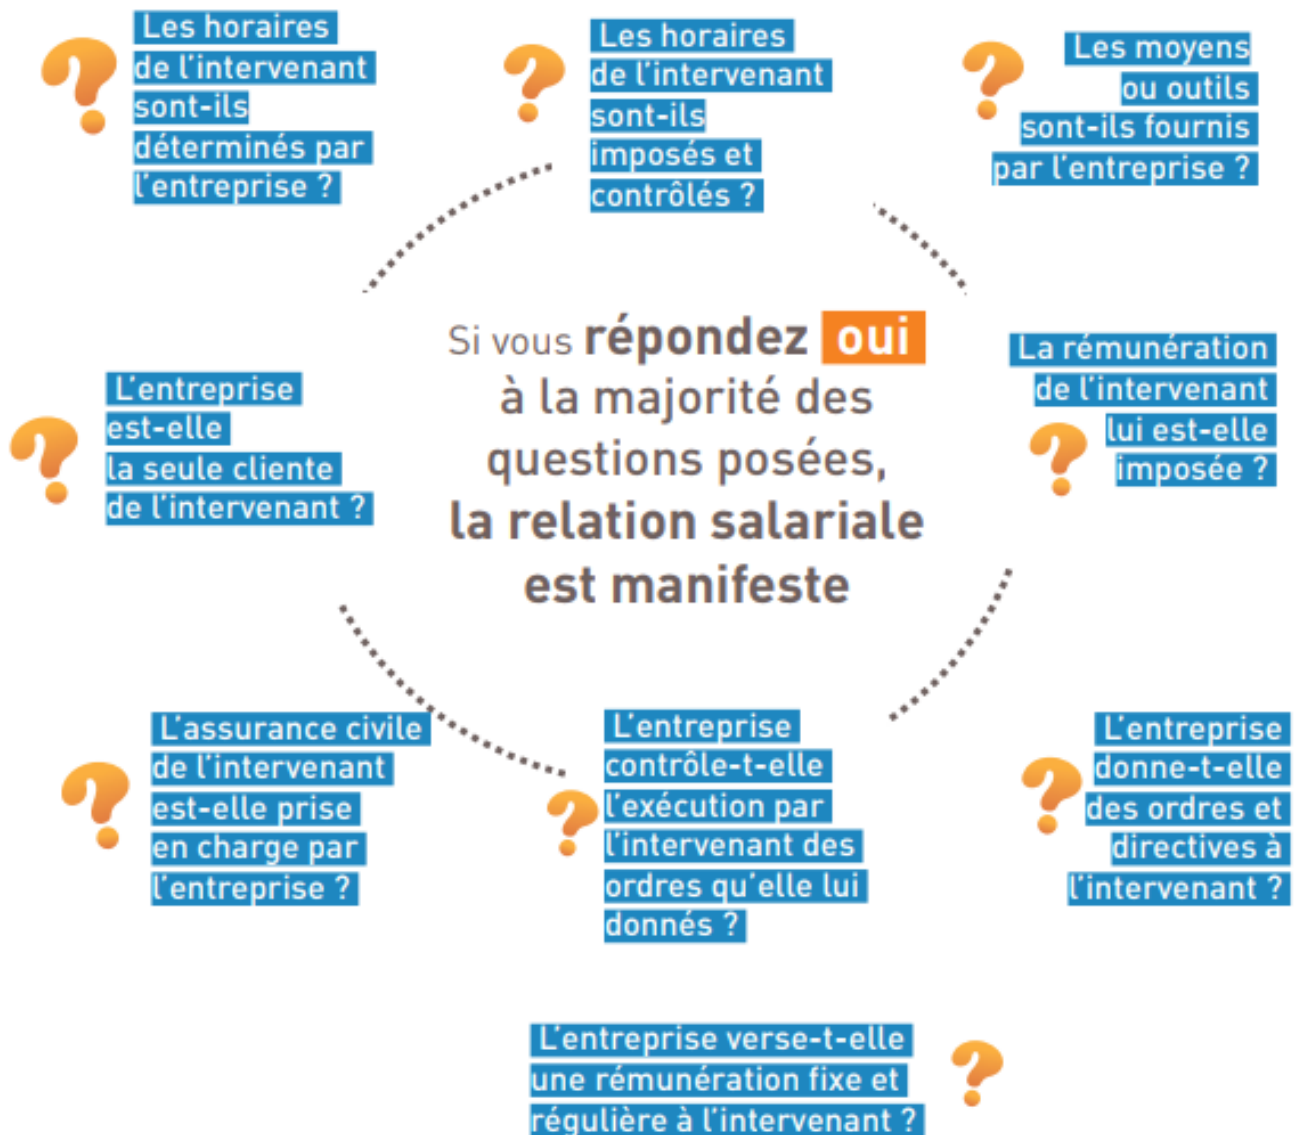 Les horaires
de l'intervenant
sont-ils
déterminés par
l'entreprise ?
Les horaires
de l'intervenant
sont-ils
imposés et
contrôlés ?
Les moyens
ou outils
sont-ils fournis
par l'entreprise ?
L'entreprise
est-elle
la seule cliente
de l'intervenant ?
Si vous répondez oui
à la majorité des
questions posées,
la relation salariale
est manifeste
La rémunération
de l'intervenant
lui est-elle
imposée ?
L'assurance civile
de l'intervenant
est-elle prise
en charge par
l'entreprise ?
L'entreprise
contrôle-t-elle
l'exécution par
l'intervenant des
ordres qu'elle lui
donnés ?
L'entreprise
donne-t-elle
des ordres et
directives à
l'intervenant ?
L'entreprise verse-t-elle
une rémunération fixe et
régulière à l'intervenant ?